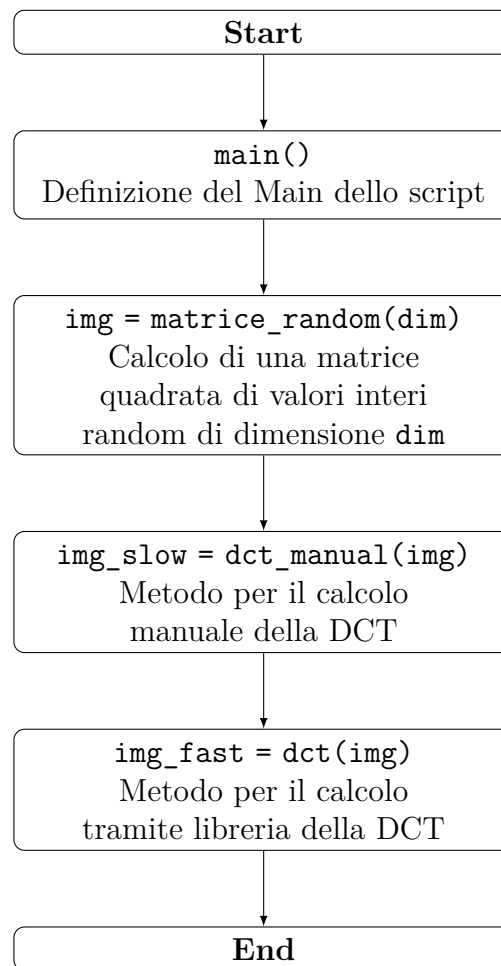 Start
main()
Definizione del Main dello script
img = matrice_random(dim)
Calcolo di una matrice
quadrata di valori interi
random di dimensione dim
img_slow = dct_manual(img)
Metodo per il calcolo
manuale della DCT
img_fast = dct(img)
Metodo per il calcolo
tramite libreria della DCT
End